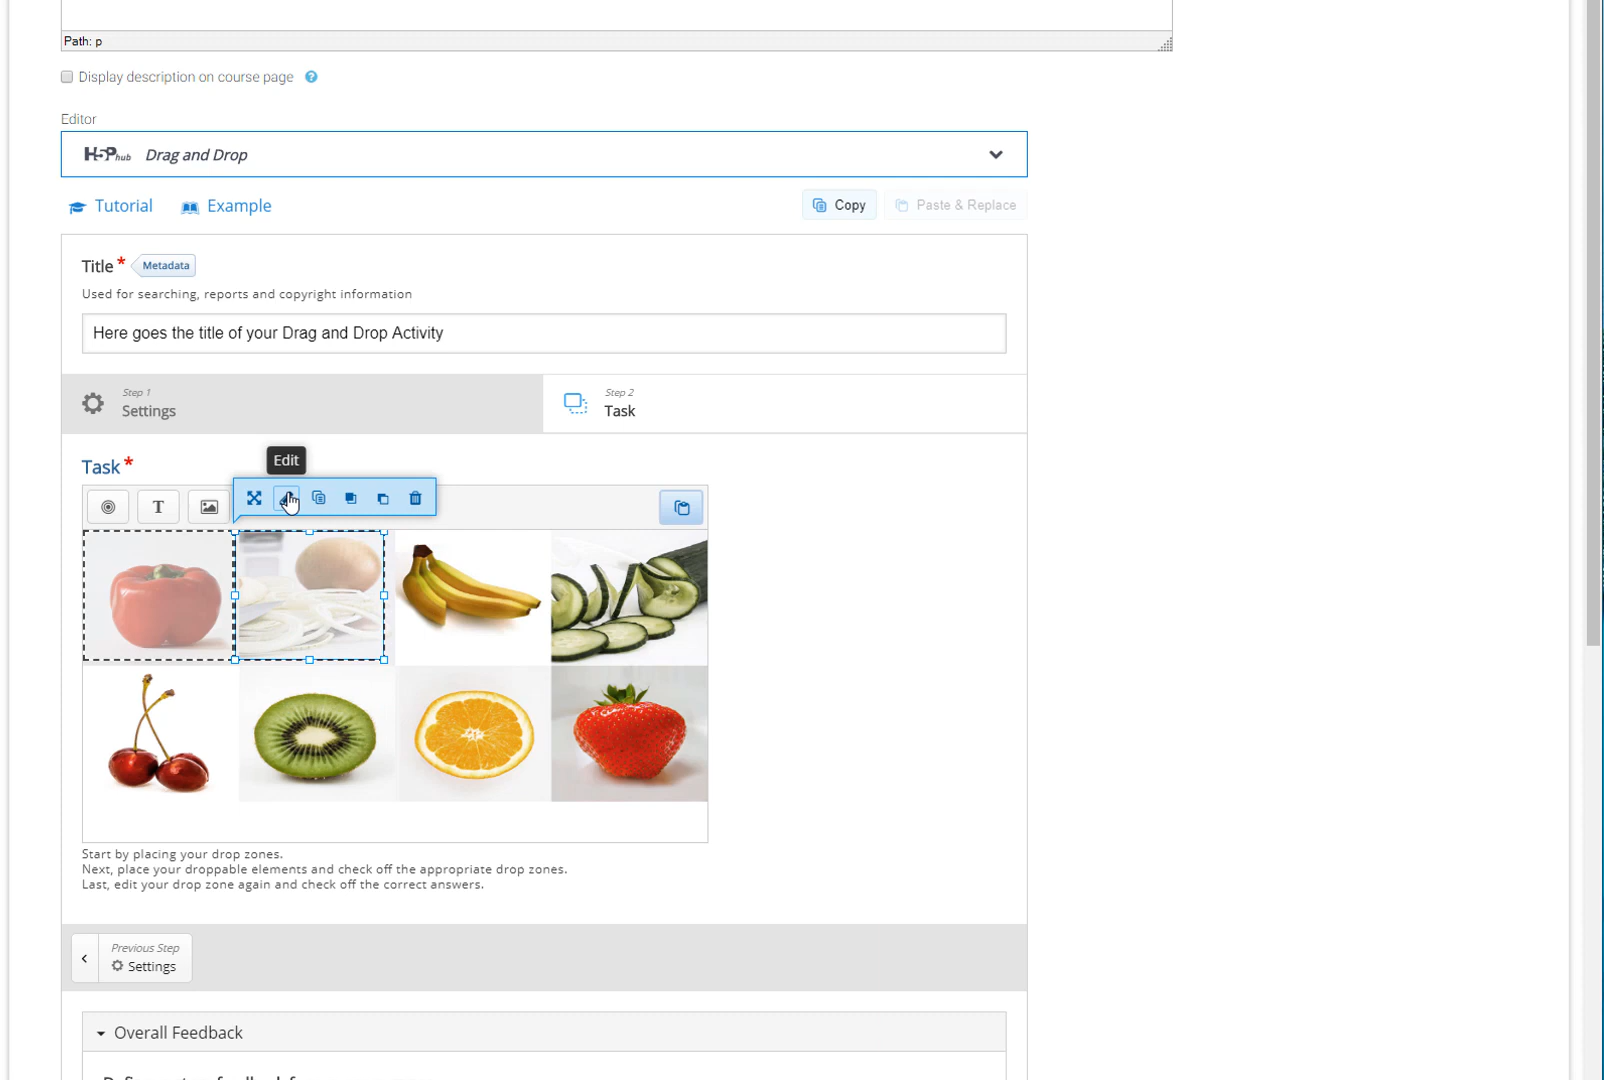 Path: p
Display description on course page
Editor
H5Phub Drag and Drop
Tutorial Example Copy Paste & Replace
Title * Metadata
Used for searching, reports and copyright information
Here goes the title of your Drag and Drop Activity
Step 1
Settings
Step 2
Task
Edit
Task *
T
Start by placing your drop zones.
Next, place your droppable elements and check off the appropriate drop zones.
Last, edit your drop zone again and check off the correct answers.
Previous Step
Settings
Overall Feedback